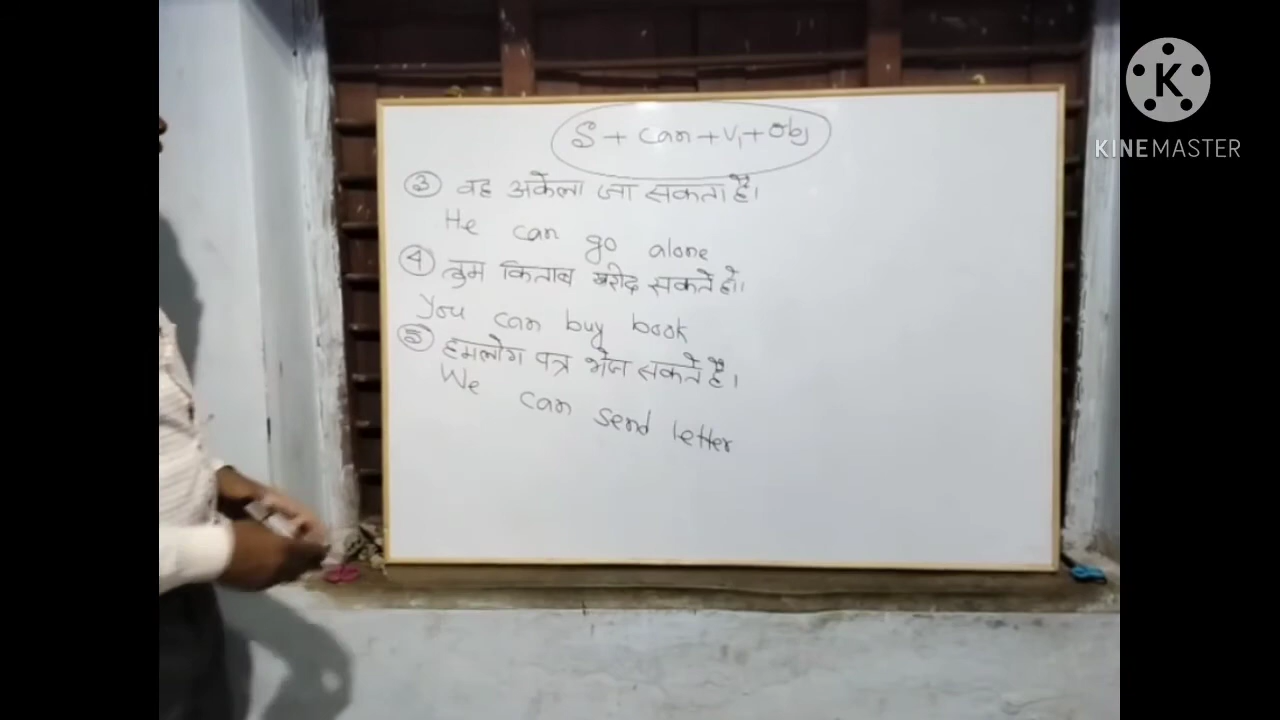 S + Can + V1 + obj
③ वह अकेला जा सकता है।
He can go alone
④ तुम किताब खरीद सकते हो।
You can buy book
⑤ हमलोग पत्र भेज सकते है।
We can send letter
K
KINEMASTER